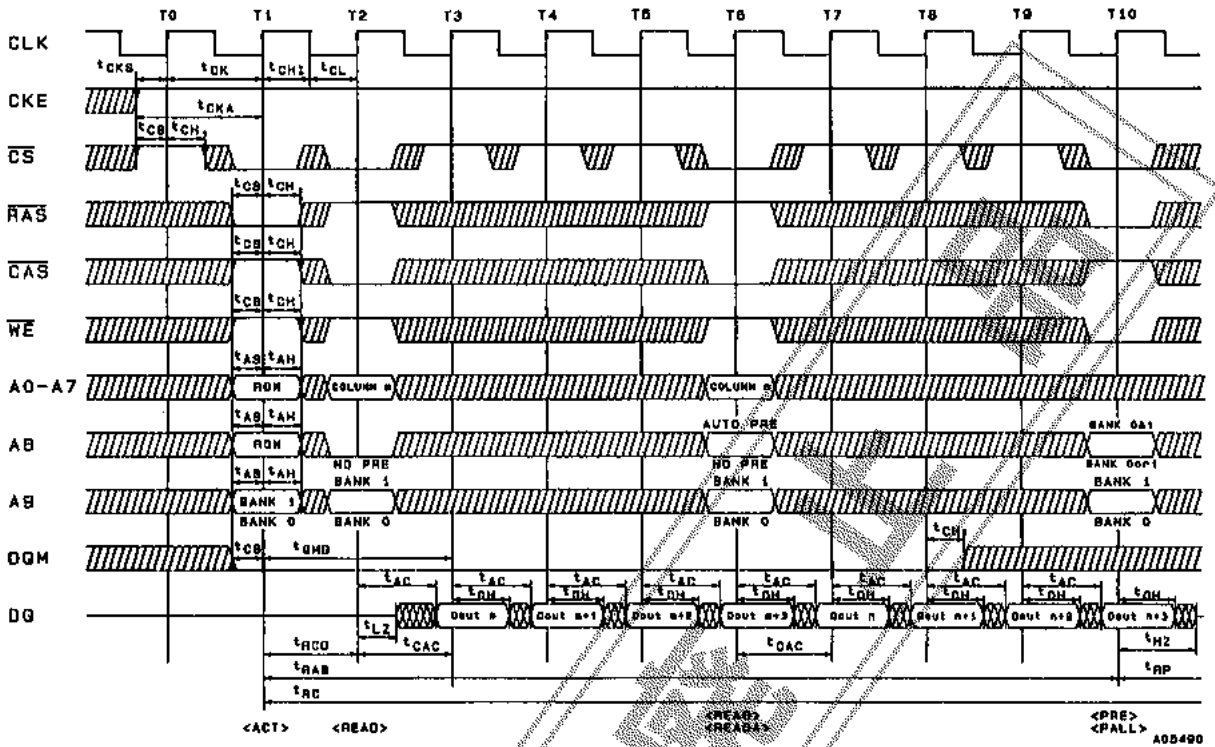 T0 T1 T2 T3 T4 T5 T6 T7 T8 T9 T10
CLK
tCKS tCK tCHI tCL
CKE
tCKA
tCS tCH
CS
tCS tCH
RAS
tCS tCH
CAS
tCS tCH
WE
tAS tAH
A0-A7 ROW COLUMN m COLUMN n
tAS tAH AUTO PRE BANK 0&1
A8 ROW
NO PRE NO PRE BANK 0or1
tAS tAH BANK 1 BANK 1 BANK 1
A9 BANK 1
BANK 0 BANK 0 BANK 0 BANK 0
tCH
DQM tCS tQMD
tAC tAC tAC tAC tAC tAC tAC tAC
tOH tOH tOH tOH tOH tOH tOH tOH
DQ Dout m Dout m+1 Dout m+2 Dout m+3 Dout n Dout n+1 Dout n+2 Dout n+3
tLZ tHZ
tRCD tCAC tCAC
tRAS tRP
tRC
<ACT> <READ> <READ> <PRE>
<READA> <PALL>
A05490